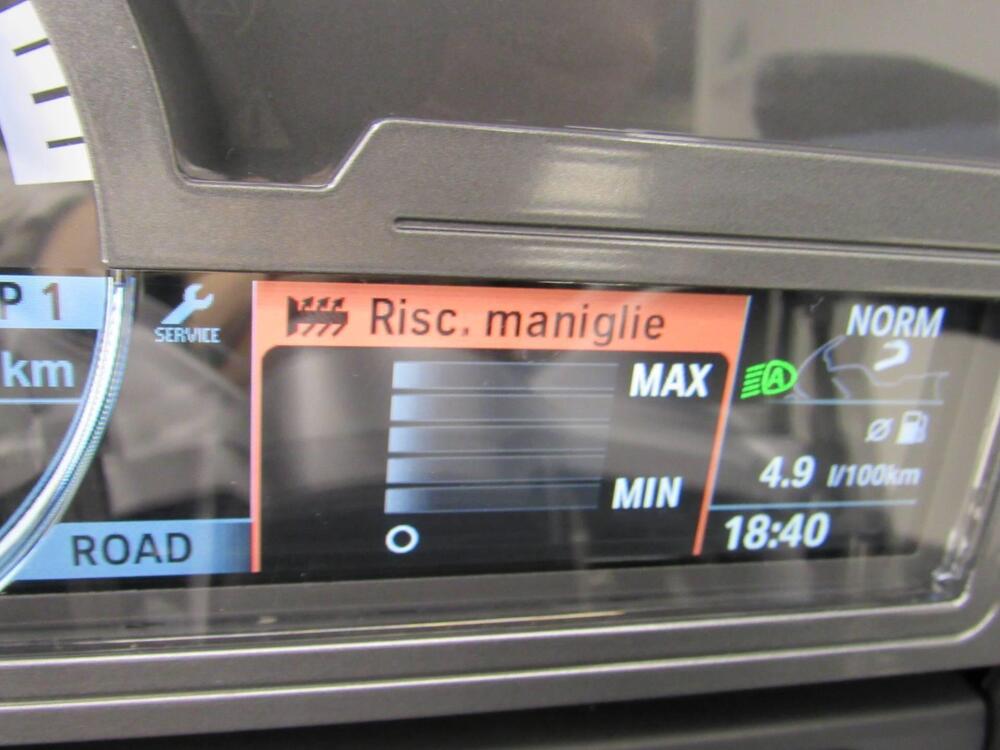 P 1
km
SERVICE
ROAD
Risc. maniglie
MAX
MIN
NORM
A
ø
4.9 l/100km
18:40